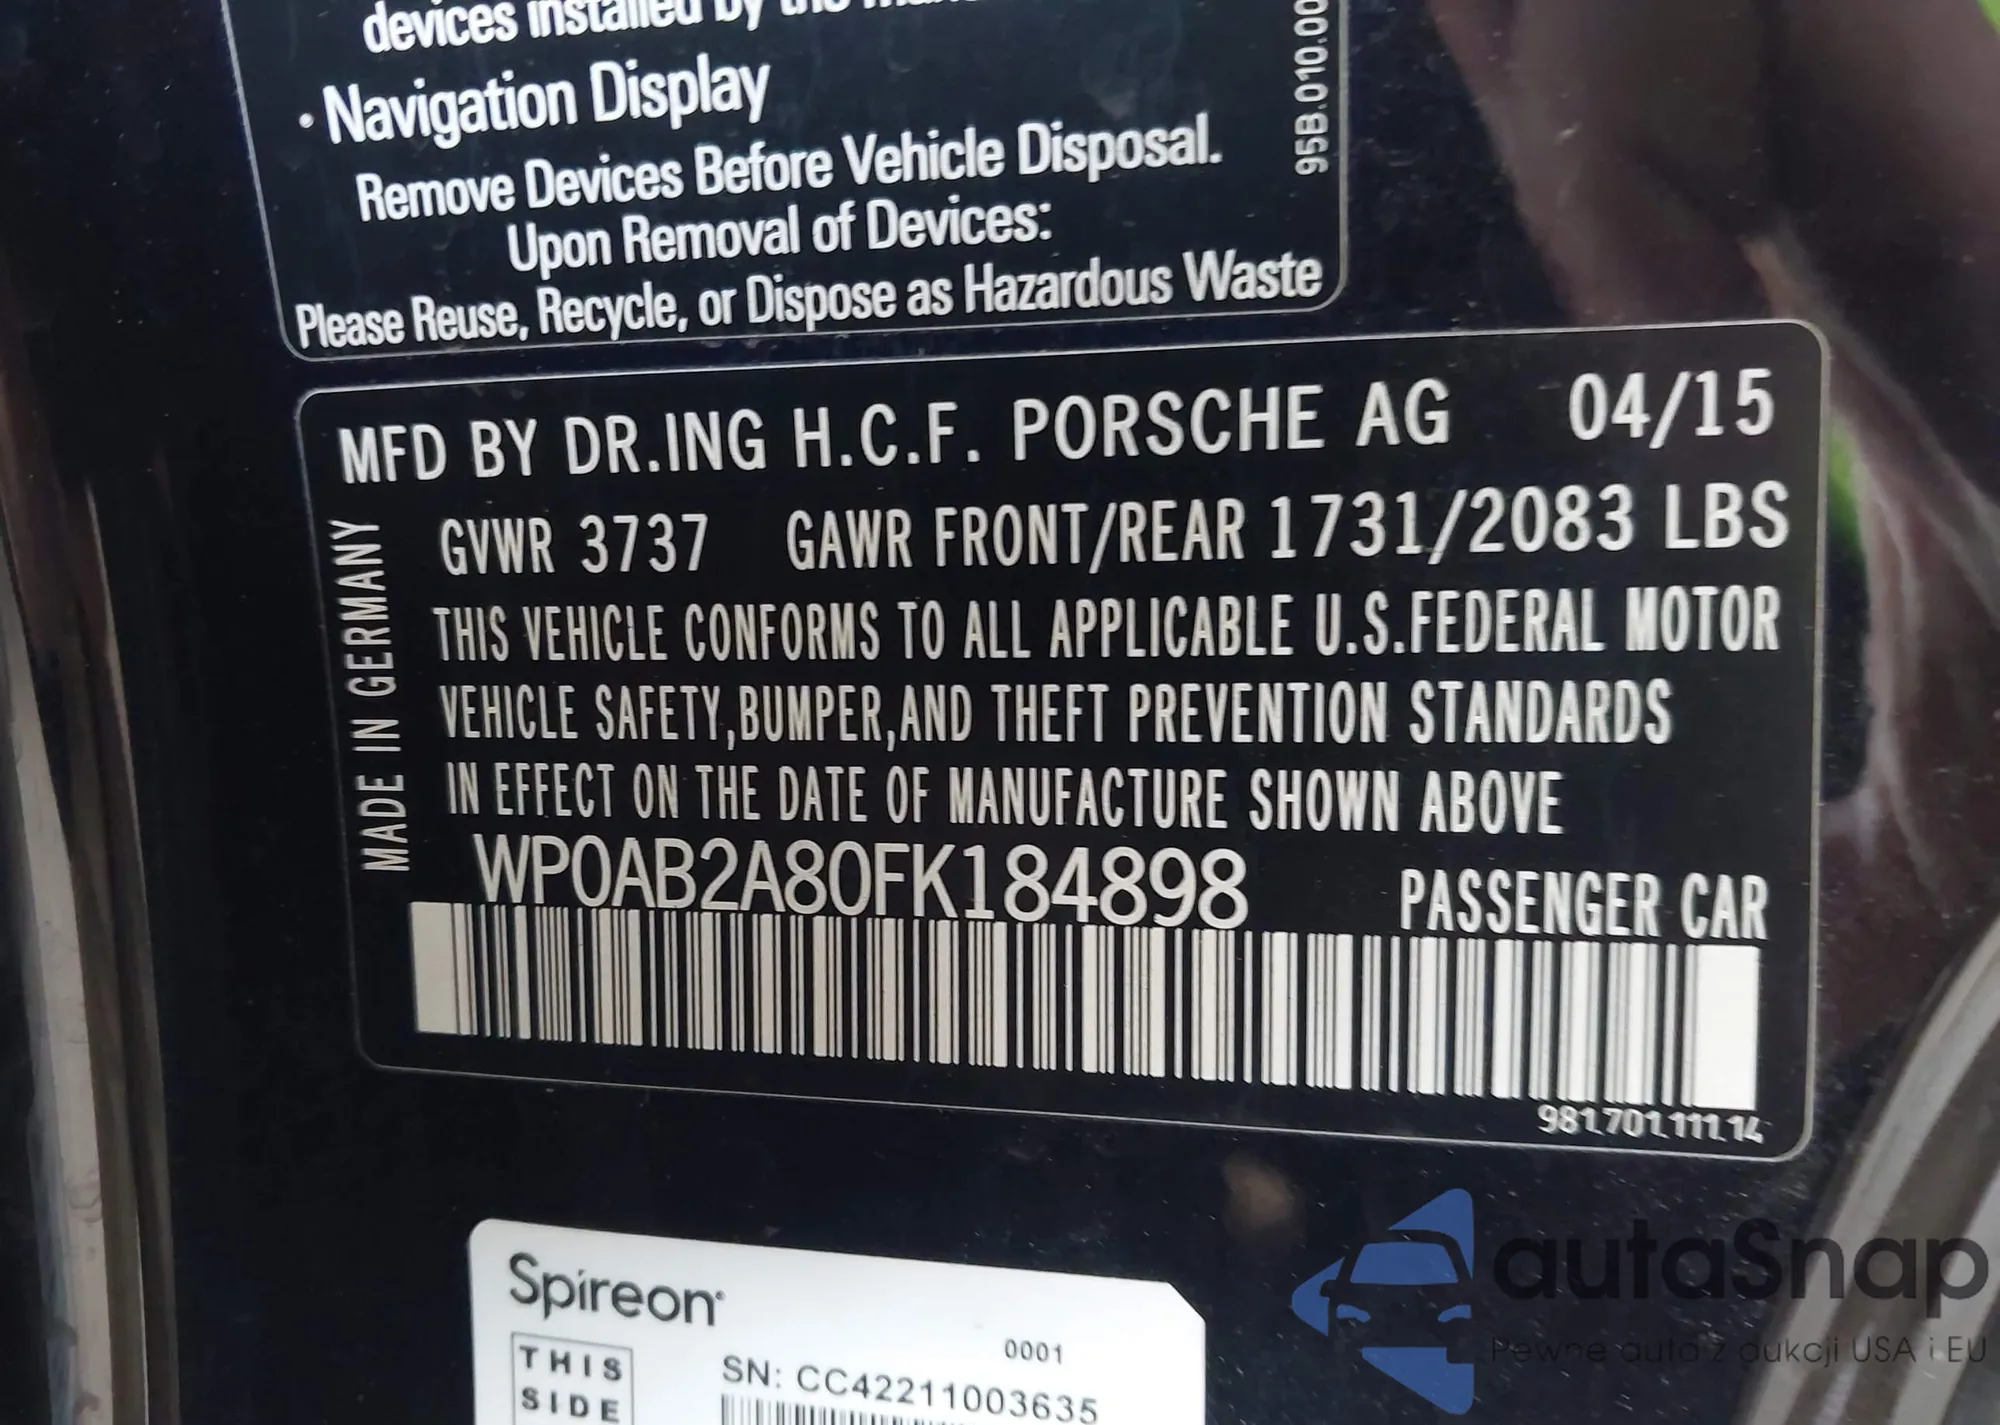 devices installed by the
• Navigation Display
Remove Devices Before Vehicle Disposal.
Upon Removal of Devices:
Please Reuse, Recycle, or Dispose as Hazardous Waste
95B.010.00
MFD BY DR.ING H.C.F. PORSCHE AG 04/15
GVWR 3737 GAWR FRONT/REAR 1731/2083 LBS
THIS VEHICLE CONFORMS TO ALL APPLICABLE U.S.FEDERAL MOTOR
VEHICLE SAFETY,BUMPER,AND THEFT PREVENTION STANDARDS
IN EFFECT ON THE DATE OF MANUFACTURE SHOWN ABOVE
MADE IN GERMANY
WP0AB2A80FK184898 PASSENGER CAR
981.701.111.14
Spireon
0001
THIS
SIDE
SN: CC42211003635
autaSnap
Pewne auta z aukcji USA i EU